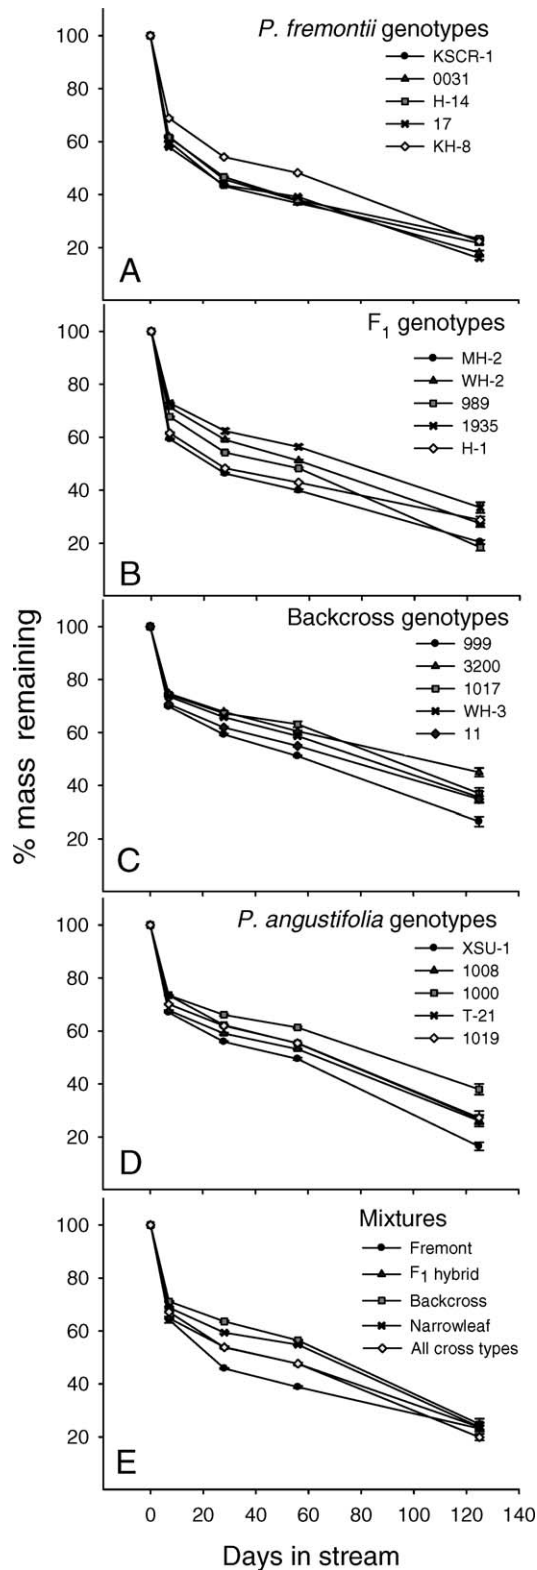 % mass remaining
P. fremontii genotypes
KSCR-1
0031
H-14
17
KH-8
100
80
60
40
20
A
F1 genotypes
MH-2
WH-2
989
1935
H-1
100
80
60
40
20
B
Backcross genotypes
999
3200
1017
WH-3
11
100
80
60
40
20
C
P. angustifolia genotypes
XSU-1
1008
1000
T-21
1019
100
80
60
40
20
D
Mixtures
Fremont
F1 hybrid
Backcross
Narrowleaf
All cross types
100
80
60
40
20
E
0 20 40 60 80 100 120 140
Days in stream